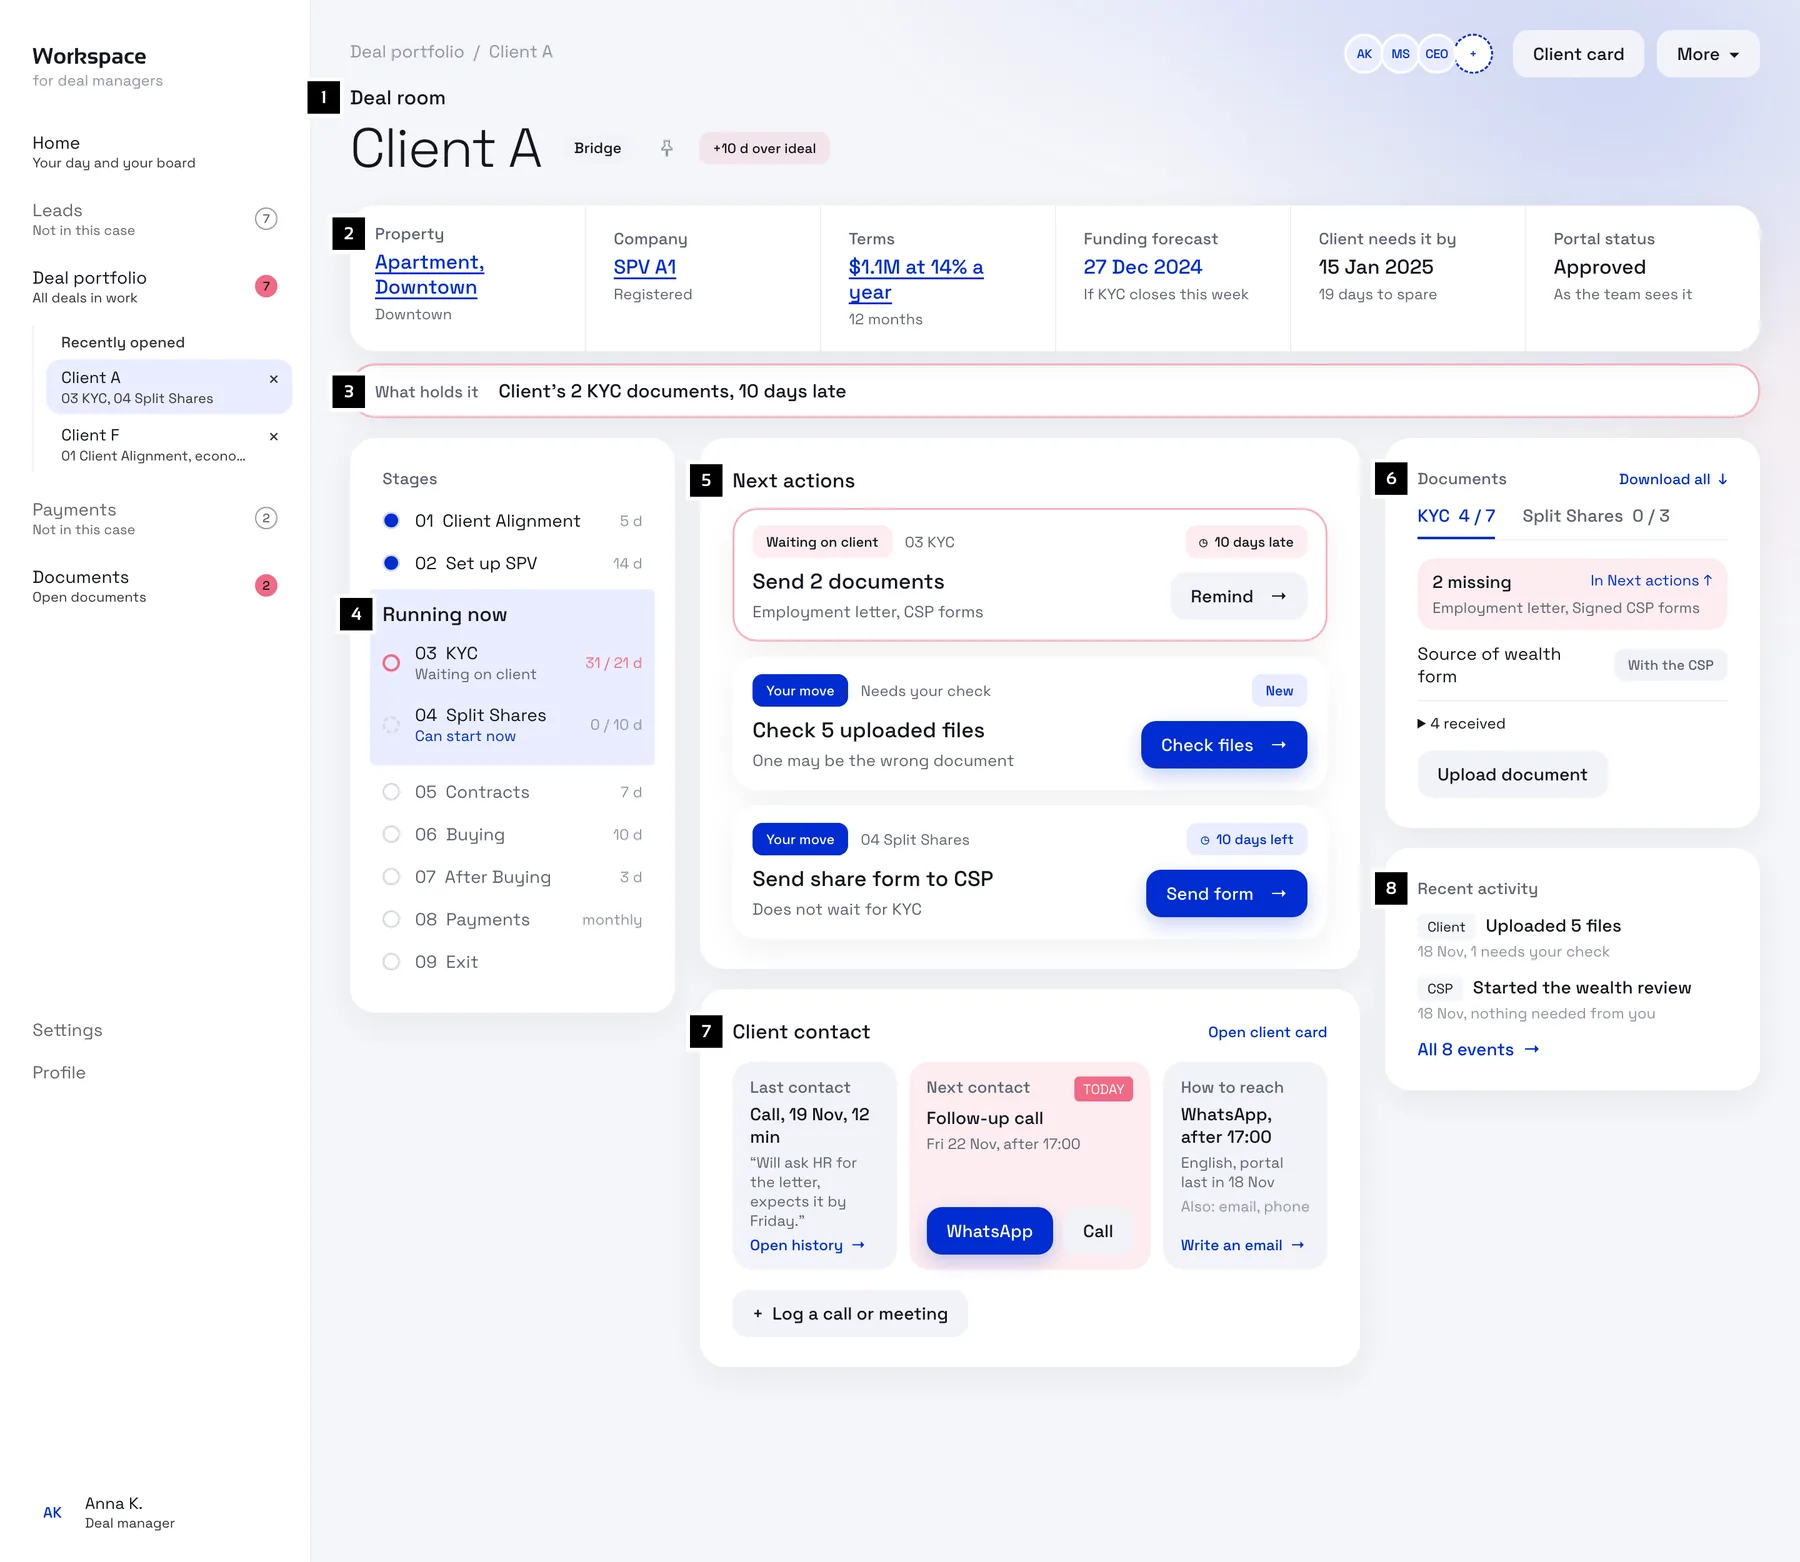 Workspace
for deal managers
Home
Your day and your board
Leads
Not in this case
7
Deal portfolio
All deals in work
7
Recently opened
Client A ×
03 KYC, 04 Split Shares
Client F ×
01 Client Alignment, econo...
Payments
Not in this case
2
Documents
Open documents
2
Settings
Profile
AK
Anna K.
Deal manager
Deal portfolio / Client A
AK MS CEO +
Client card
More
1 Deal room
Client A
Bridge
+10 d over ideal
2 Property
Apartment,
Downtown
Downtown
Company
SPV A1
Registered
Terms
$1.1M at 14% a
year
12 months
Funding forecast
27 Dec 2024
If KYC closes this week
Client needs it by
15 Jan 2025
19 days to spare
Portal status
Approved
As the team sees it
3 What holds it Client's 2 KYC documents, 10 days late
Stages
01 Client Alignment 5 d
02 Set up SPV 14 d
4 Running now
03 KYC 31 / 21 d
Waiting on client
04 Split Shares 0 / 10 d
Can start now
05 Contracts 7 d
06 Buying 10 d
07 After Buying 3 d
08 Payments monthly
09 Exit
5 Next actions
Waiting on client 03 KYC 10 days late
Send 2 documents
Employment letter, CSP forms
Remind →
Your move Needs your check New
Check 5 uploaded files
One may be the wrong document
Check files →
Your move 04 Split Shares 10 days left
Send share form to CSP
Does not wait for KYC
Send form →
6 Documents Download all ↓
KYC 4 / 7 Split Shares 0 / 3
2 missing In Next actions ↑
Employment letter, Signed CSP forms
Source of wealth
form
With the CSP
4 received
Upload document
7 Client contact Open client card
Last contact
Call, 19 Nov, 12
min
“Will ask HR for
the letter,
expects it by
Friday.”
Open history →
Next contact TODAY
Follow-up call
Fri 22 Nov, after 17:00
WhatsApp Call
How to reach
WhatsApp,
after 17:00
English, portal
last in 18 Nov
Also: email, phone
Write an email →
+ Log a call or meeting
8 Recent activity
Client Uploaded 5 files
18 Nov, 1 needs your check
CSP Started the wealth review
18 Nov, nothing needed from you
All 8 events →